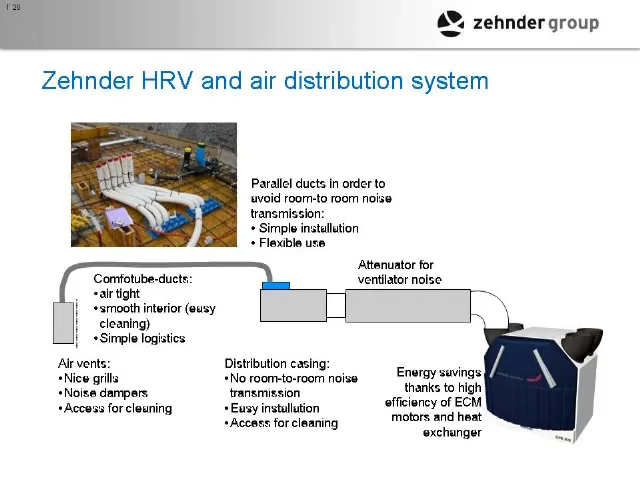 zehnder group
Zehnder HRV and air distribution system
Parallel ducts in order to
avoid room-to room noise
transmission:
• Simple installation
• Flexible use
Attenuator for
ventilator noise
Comfotube-ducts:
• air tight
• smooth interior (easy
cleaning)
• Simple logistics
Air vents:
• Nice grills
• Noise dampers
• Access for cleaning
Distribution casing:
• No room-to-room noise
transmission
• Easy installation
• Access for cleaning
Energy savings
thanks to high
efficiency of ECM
motors and heat
exchanger